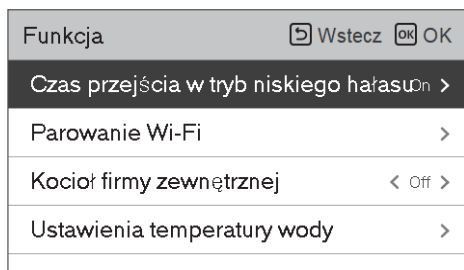 Funkcja Wstecz OK OK
Czas przejścia w tryb niskiego hałasu On >
Parowanie Wi-Fi >
Kocioł firmy zewnętrznej < Off >
Ustawienia temperatury wody >